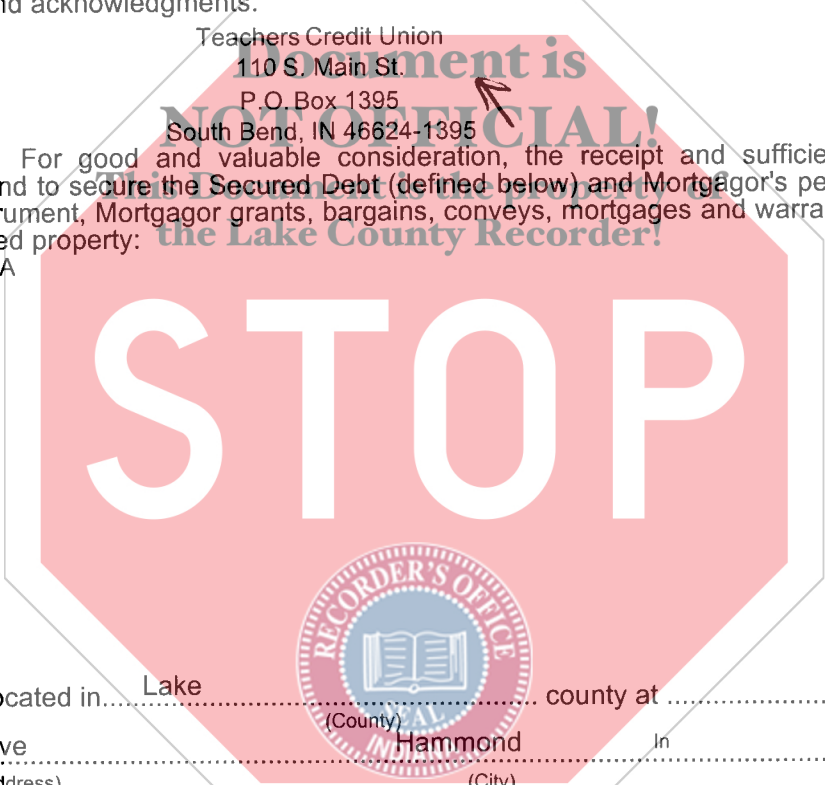 nd acknowledgments.
Teachers Credit Union
Document is
110 S. Main St.
P.O. Box 1395
NOT OFFICIAL!
South Bend, IN 46624-1395
For good and valuable consideration, the receipt and sufficie
nd to secure the Secured Debt (defined below) and Mortgagor's pe
This Document is the property of
rument, Mortgagor grants, bargains, conveys, mortgages and warra
ed property:
the Lake County Recorder!
A
STOP
RECORDER'S OFFICE
SEAL
INDIANA
ocated in.... Lake .... county at ....
(County)
ve Hammond In
ddress) (City)